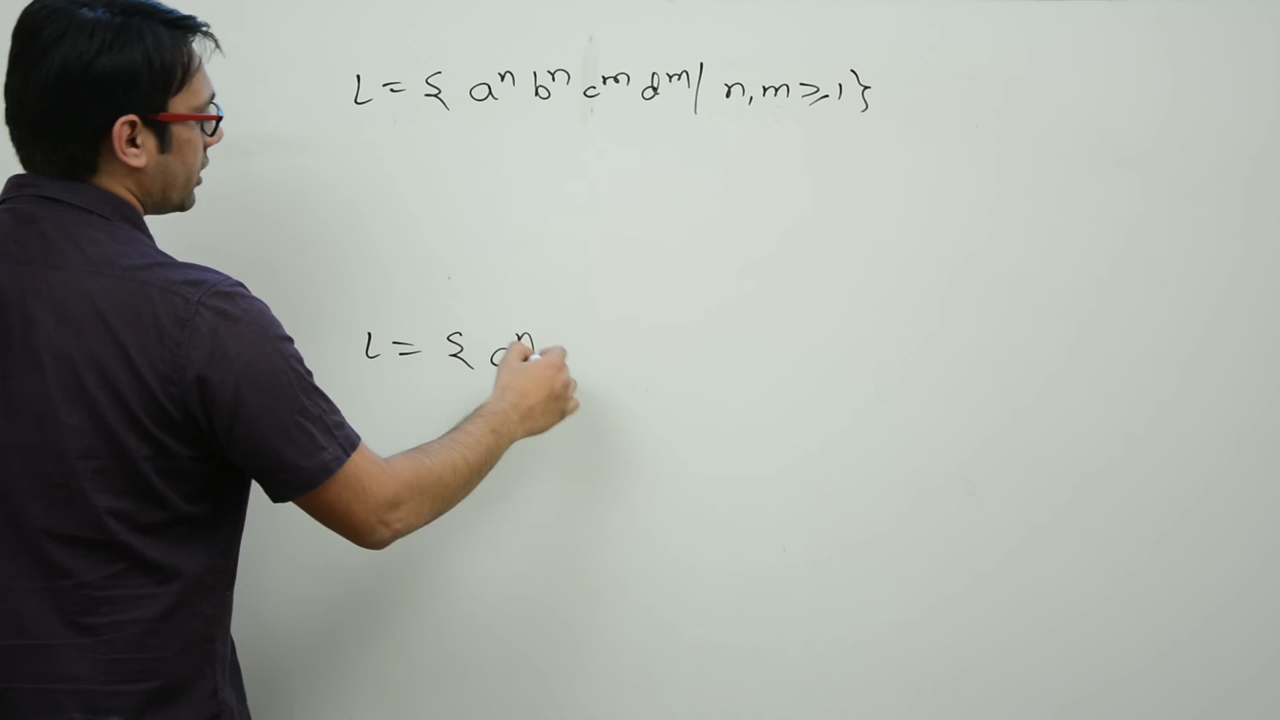 L = { aⁿ bⁿ cᵐ dᵐ | n, m ⩾ 1 }
L = { aⁿ